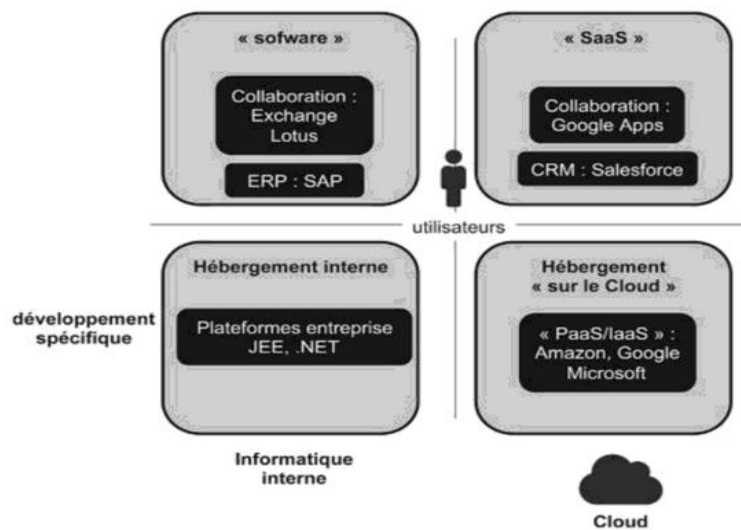 « sofware »
Collaboration :
Exchange
Lotus
ERP : SAP
« SaaS »
Collaboration :
Google Apps
CRM : Salesforce
utilisateurs
développement
spécifique
Hébergement interne
Plateformes entreprise
JEE, .NET
Hébergement
« sur le Cloud »
« PaaS/IaaS » :
Amazon, Google
Microsoft
Informatique
interne
Cloud